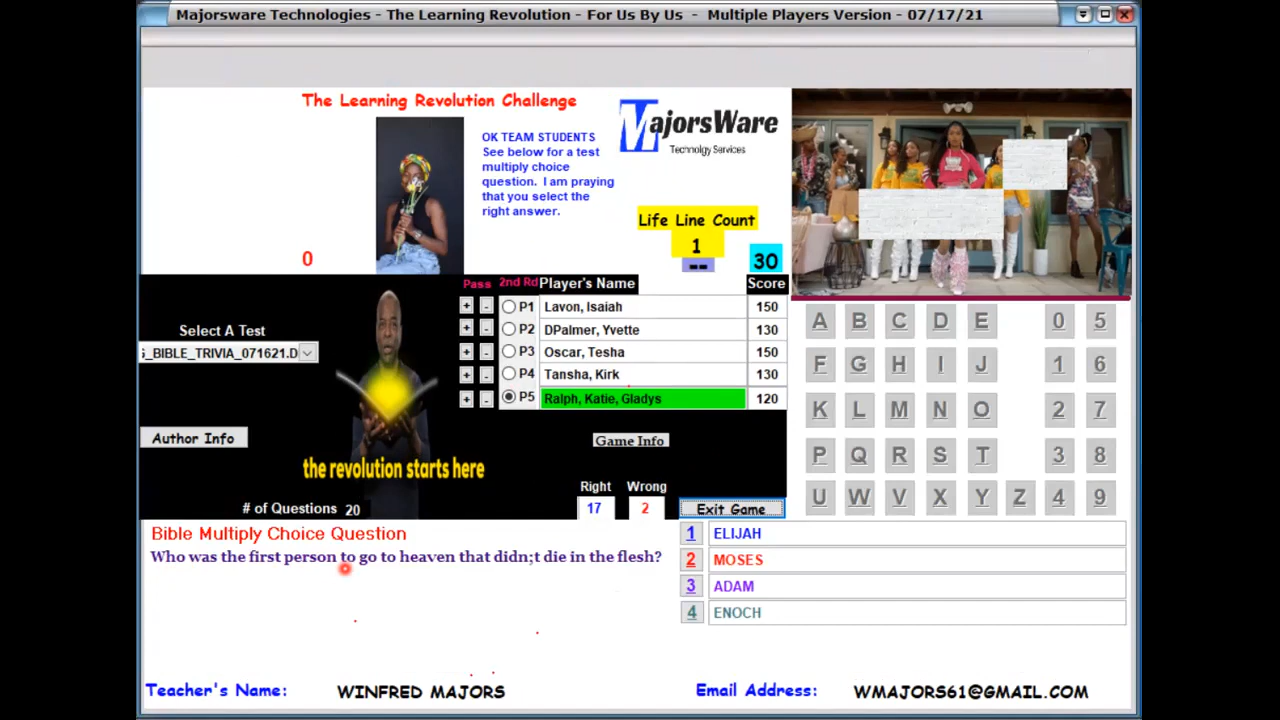 Majorsware Technologies - The Learning Revolution - For Us By Us - Multiple Players Version - 07/17/21
The Learning Revolution Challenge
OK TEAM STUDENTS
See below for a test
multiply choice
question. I am praying
that you select the
right answer.
MajorsWare
Technolgy Services
Life Line Count
1
--
0
30
Pass 2nd Rd Player's Name Score
+ - P1 Lavon, Isaiah 150
+ - P2 DPalmer, Yvette 130
+ - P3 Oscar, Tesha 150
+ - P4 Tansha, Kirk 130
+ - P5 Ralph, Katie, Gladys 120
Select A Test
_BIBLE_TRIVIA_071621.D
Author Info
Game Info
the revolution starts here
Right Wrong
# of Questions 20
17 2
Exit Game
A B C D E 0 5
F G H I J 1 6
K L M N O 2 7
P Q R S T 3 8
U W V X Y Z 4 9
Bible Multiply Choice Question
Who was the first person to go to heaven that didn;t die in the flesh?
1 ELIJAH
2 MOSES
3 ADAM
4 ENOCH
Teacher's Name: WINFRED MAJORS
Email Address: WMAJORS61@GMAIL.COM